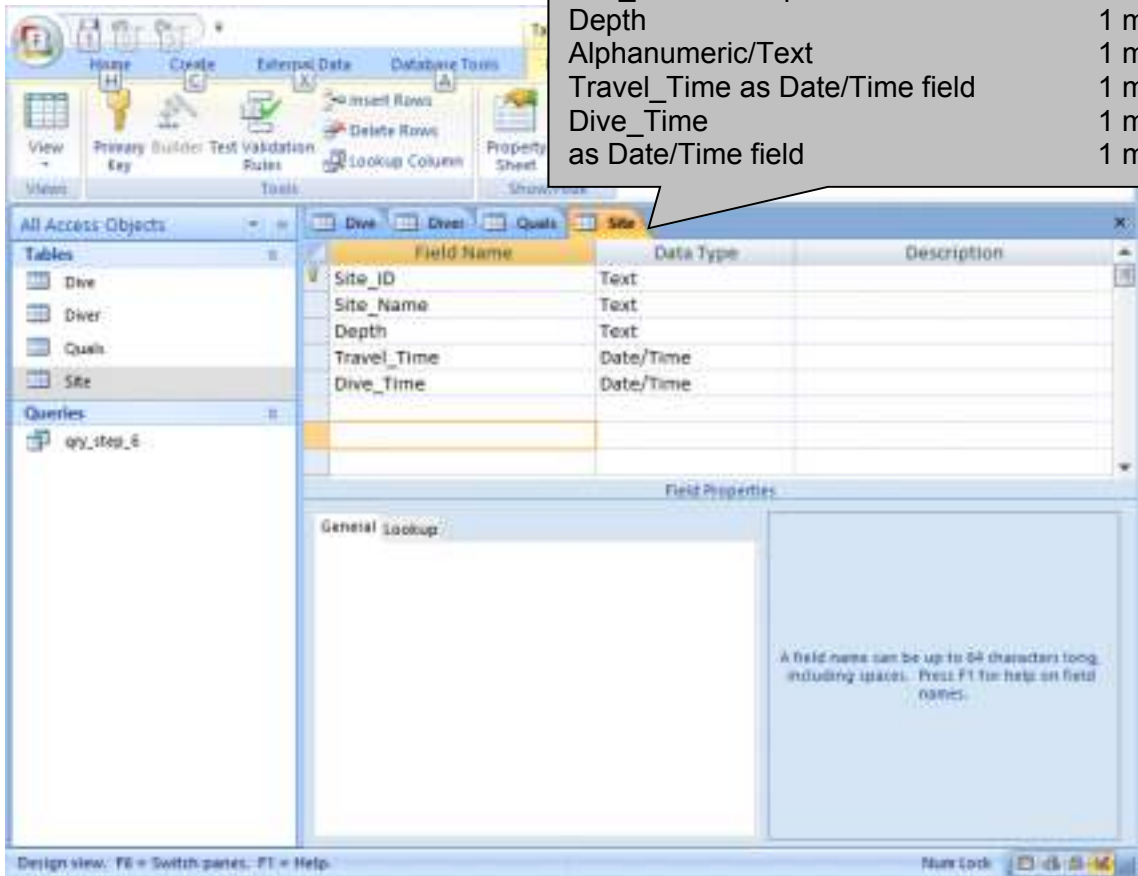 Depth 1 m
Alphanumeric/Text 1 m
Travel_Time as Date/Time field 1 m
Dive_Time 1 m
as Date/Time field 1 m
Home Create External Data Database Tools
H C X A
View Primary Key Builder Test Validation Rules Insert Rows Delete Rows Lookup Column Property Sheet
Views Tools
All Access Objects
Dive Diver Quals Site
Tables
Dive
Diver
Quals
Site
Queries
qry_step_6
Field Name Data Type Description
Site_ID Text
Site_Name Text
Depth Text
Travel_Time Date/Time
Dive_Time Date/Time
Field Properties
General Lookup
A field name can be up to 64 characters long,
including spaces. Press F1 for help on field
names.
Design view. F6 = Switch panes. F1 = Help. Num Lock